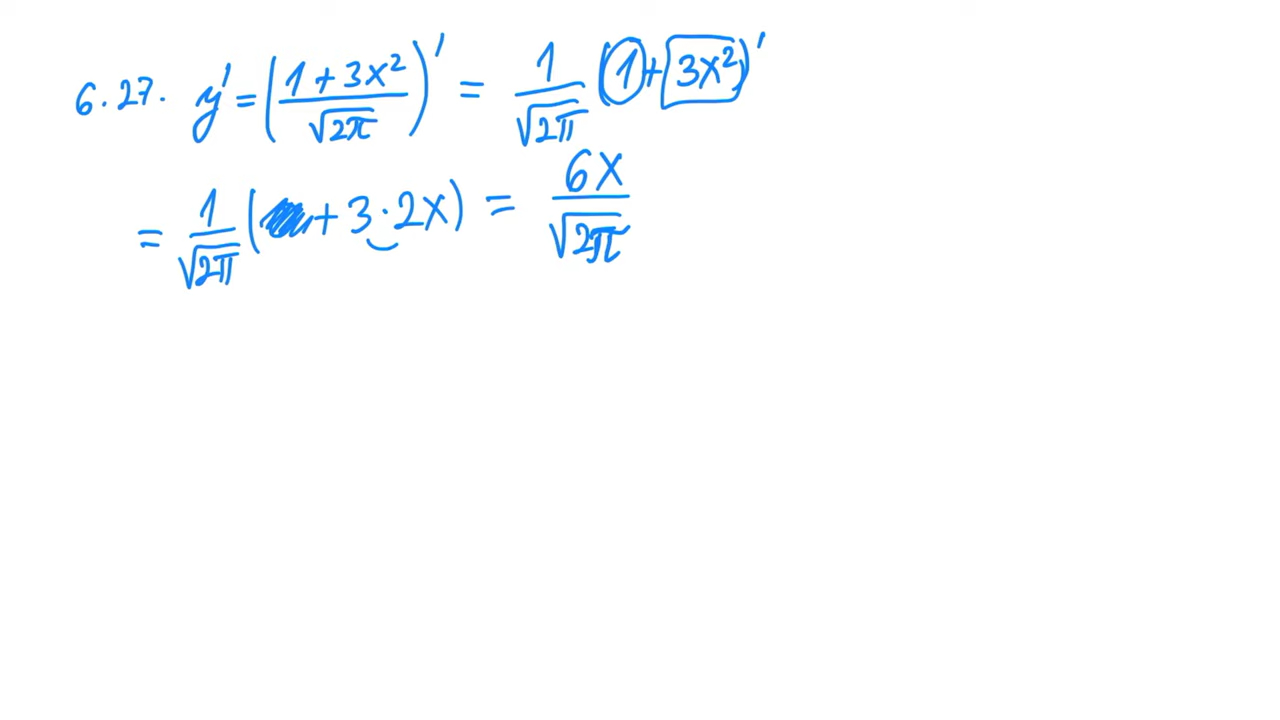 6.27. y' = ((1+3x²)/√(2π))' = 1/√(2π) (1 + 3x²)'
= 1/√(2π) ( + 3·2x) = 6x/√(2π)